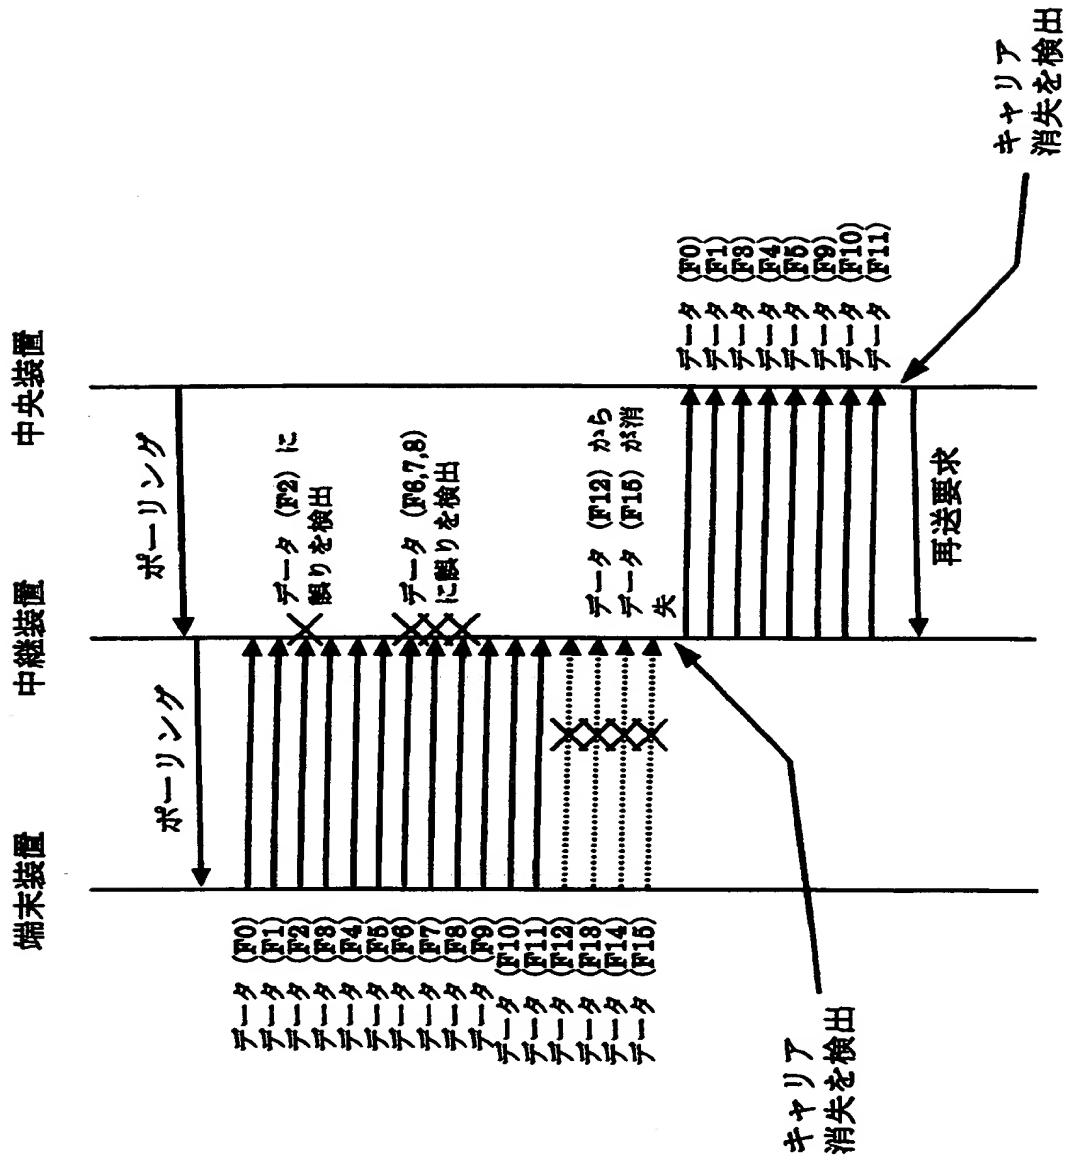 端末装置
中継装置
中央装置
ポーリング
ポーリング
データ (F0)
データ (F1)
データ (F2)
データ (F3)
データ (F4)
データ (F5)
データ (F6)
データ (F7)
データ (F8)
データ (F9)
データ (F10)
データ (F11)
データ (F12)
データ (F13)
データ (F14)
データ (F15)
データ (F2) に
誤りを検出
データ (F6,7,8)
に誤りを検出
データ (F12) から
データ (F15) が消
失
キャリア
消失を検出
データ (F0)
データ (F1)
データ (F3)
データ (F4)
データ (F5)
データ (F9)
データ (F10)
データ (F11)
再送要求
キャリア
消失を検出